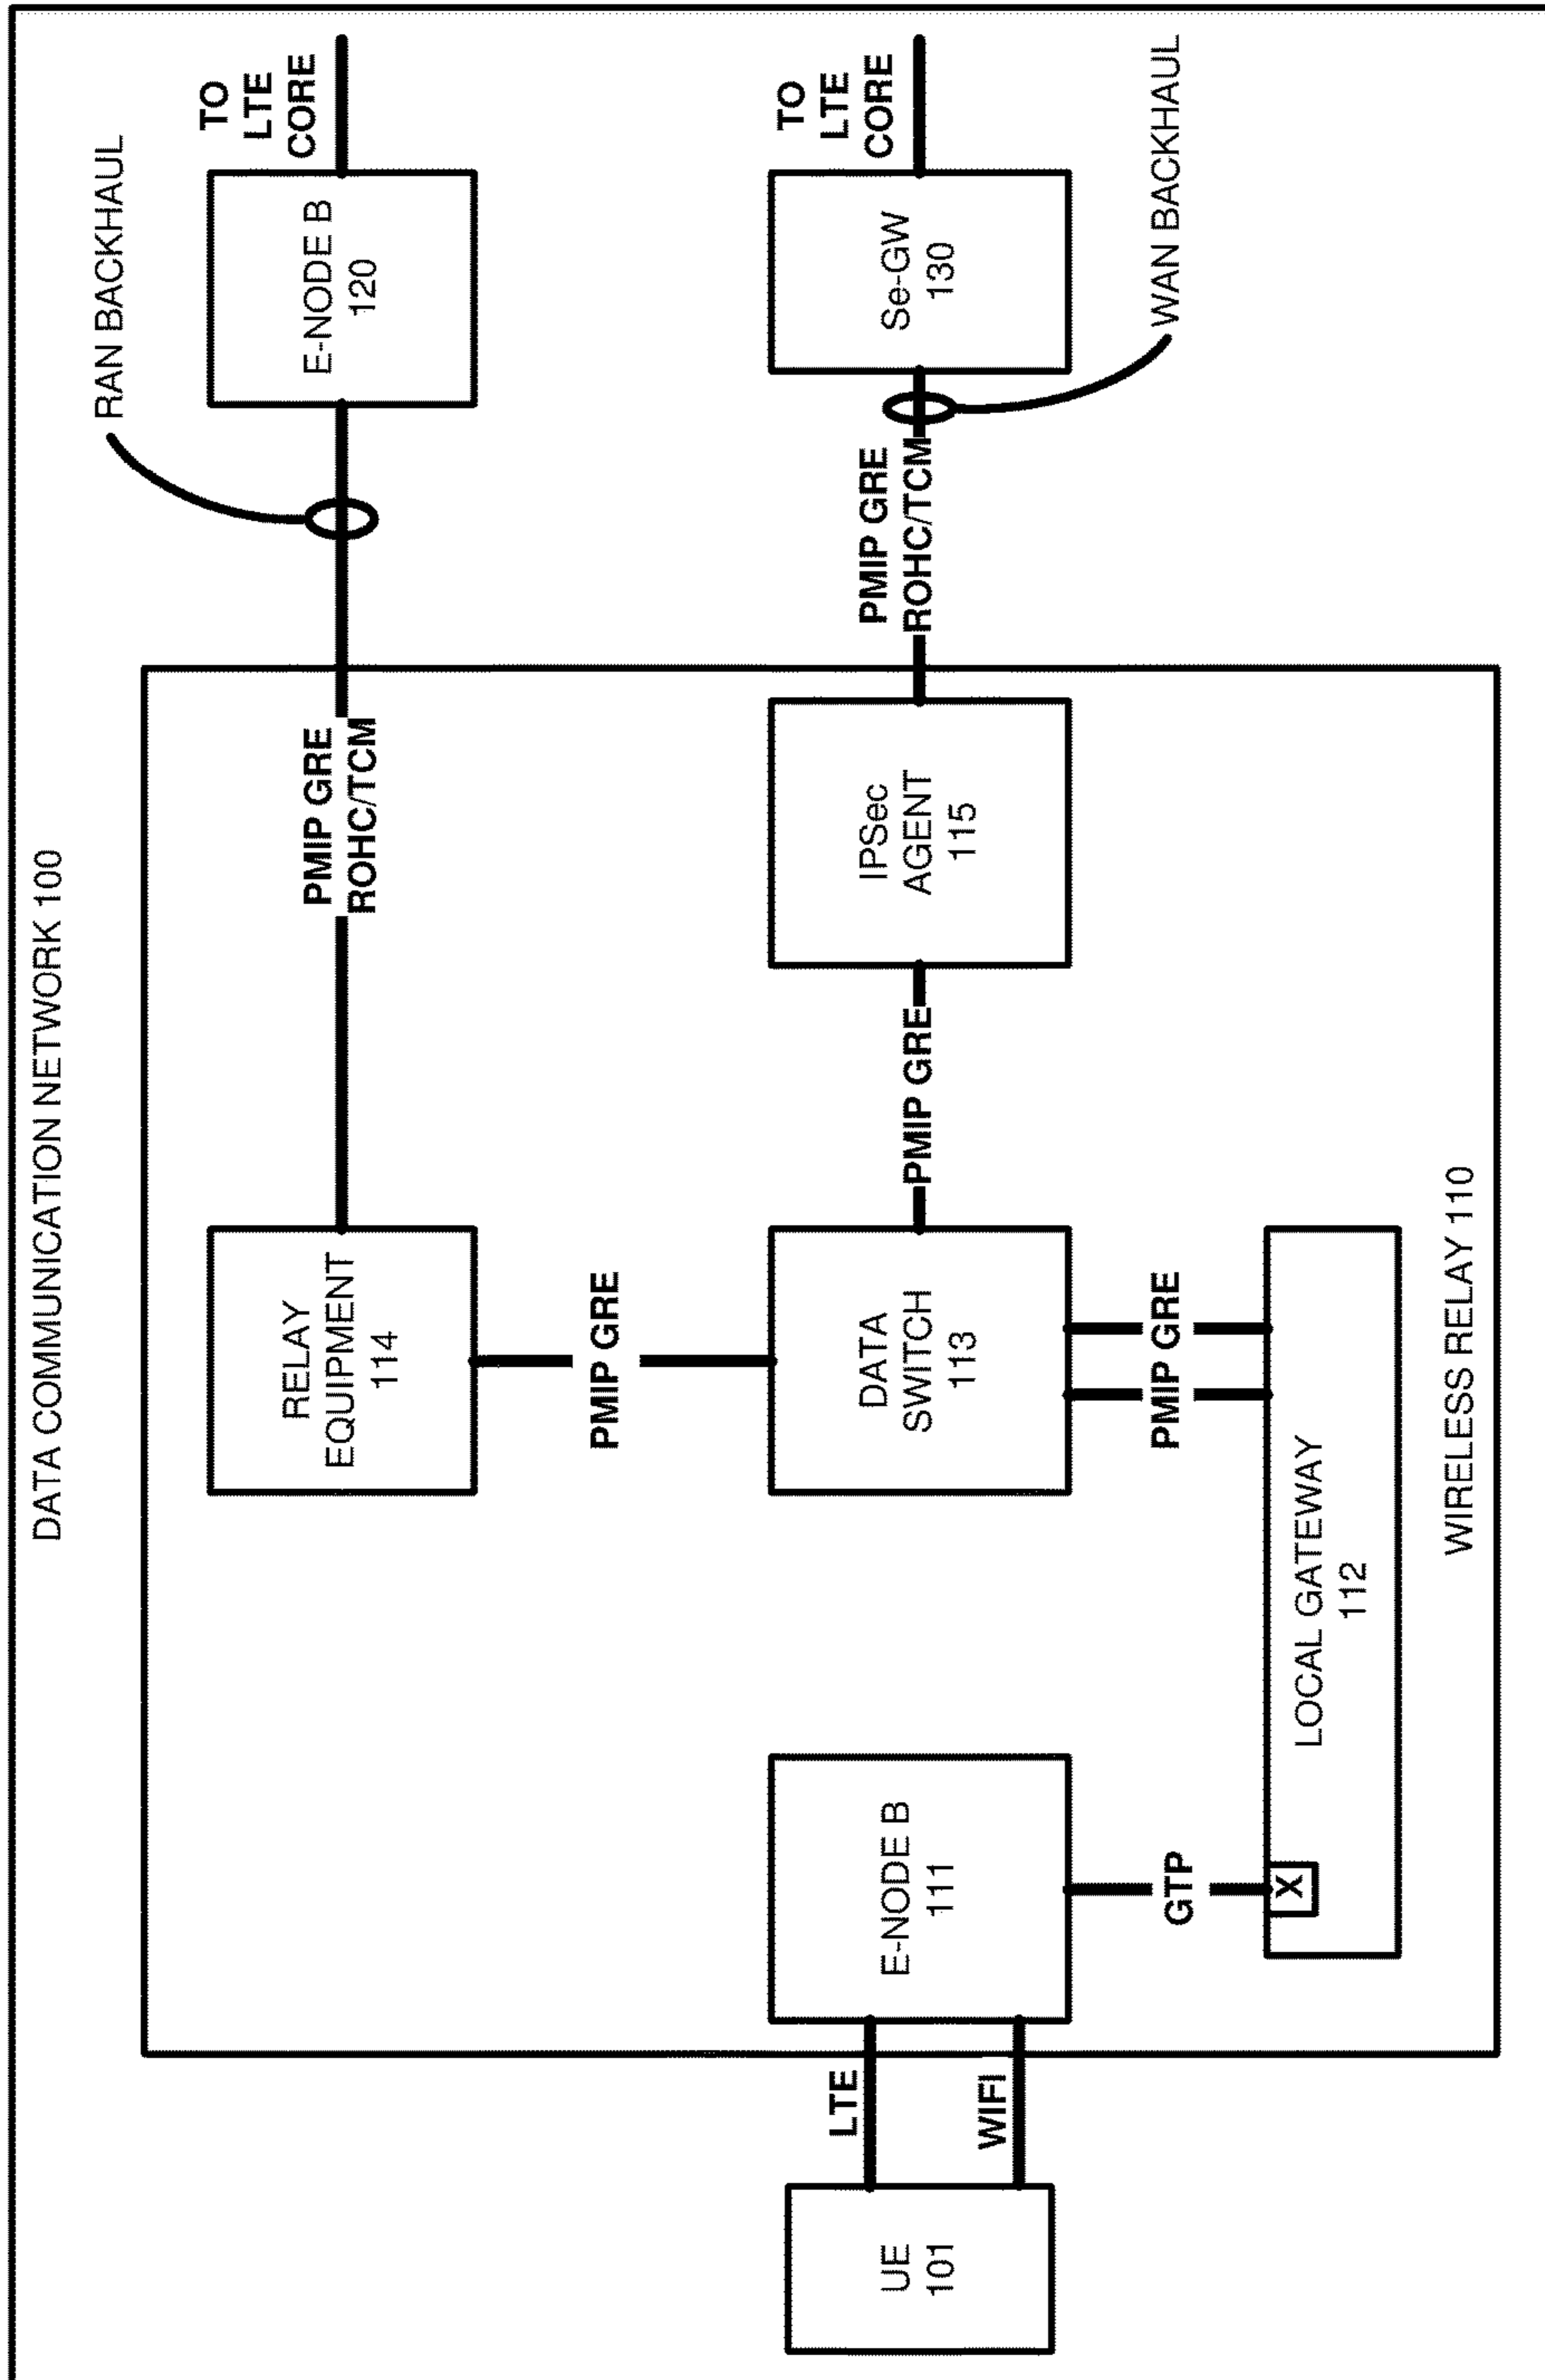 DATA COMMUNICATION NETWORK 100
RAN BACKHAUL
TO
LTE
CORE
RELAY
EQUIPMENT
114
PMIP GRE
ROHC/TCM
E-NODE B
120
PMIP GRE
TO
LTE
CORE
UE
101
LTE
WIFI
E-NODE B
111
DATA
SWITCH
113
PMIP GRE
IPSec
AGENT
115
PMIP GRE
ROHC/TCM
Se-GW
130
WAN BACKHAUL
GTP
PMIP GRE
X
LOCAL GATEWAY
112
WIRELESS RELAY 110